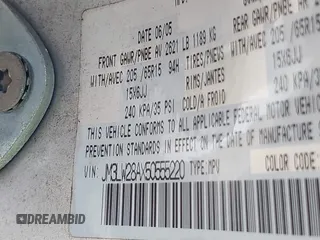 DATE 06/05
FRONT GAWR/PNBE AV 2621 LB 1189 KG
WITH/AVEC 205 /65R15 94H TIRES/PNEUS
15X6JJ RIMS/JANTES
240 KPA/35 PSI COLD/A FROID
REAR GAWR/PNBE AR
WITH/AVEC 205 /65R15
15X6JJ
240 KPA/35
THIS VEHICLE CONFORMS TO ALL APPLICABLE FEDERAL MOTOR VEHICLE
PREVENTION STANDARDS IN EFFECT ON THE DATE OF
VIN: JM3LW28AX50555220 TYPE:MPV
COLOR CODE:
DREAMBID